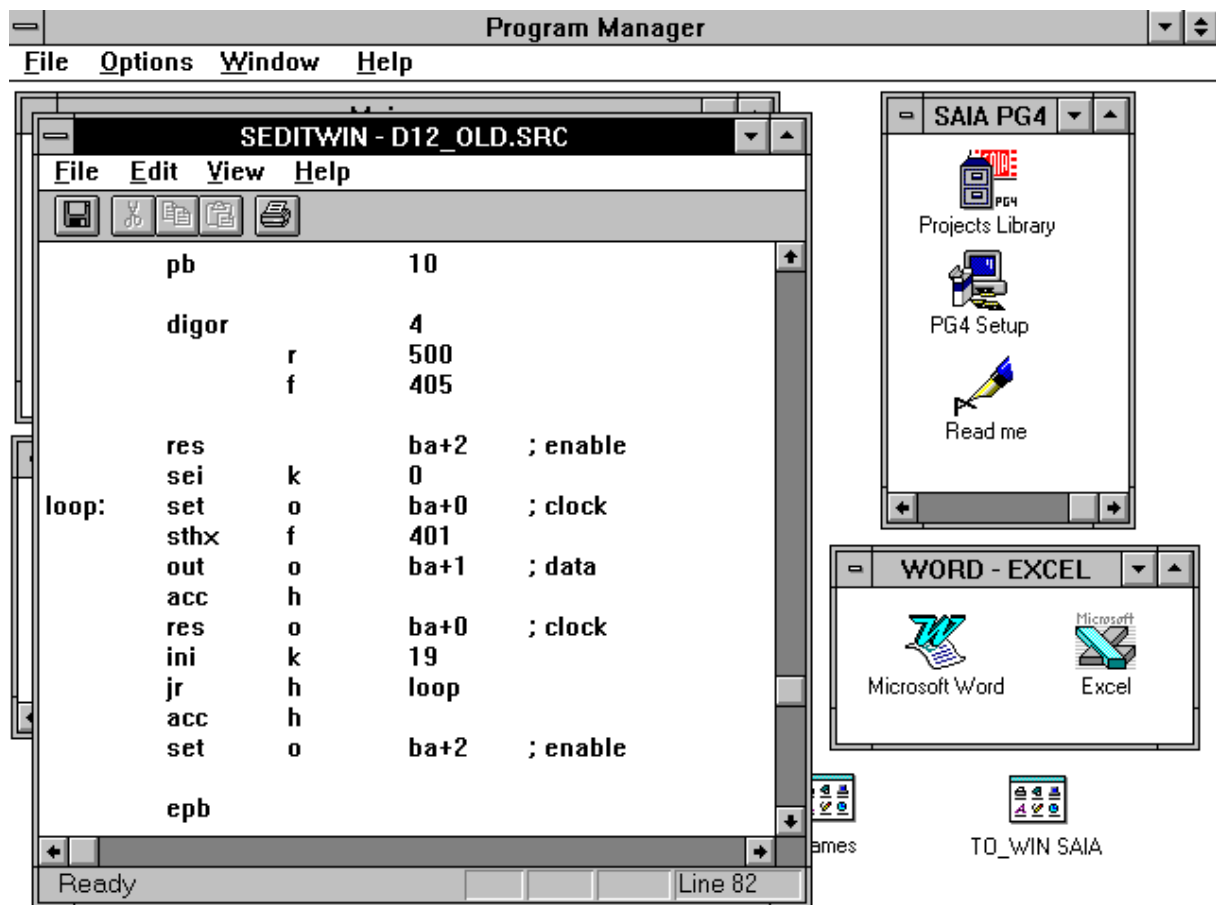 Program Manager
File Options Window Help
SEDITWIN - D12_OLD.SRC
File Edit View Help
pb 10
digor 4
r 500
f 405
res ba+2 ; enable
sei k 0
loop: set o ba+0 ; clock
sthx f 401
out o ba+1 ; data
acc h
res o ba+0 ; clock
ini k 19
jr h loop
acc h
set o ba+2 ; enable
epb
Ready Line 82
SAIA PG4
SAIA
PG4
Projects Library
PG4 Setup
Read me
WORD - EXCEL
Microsoft
Microsoft Word Excel
TO_WIN SAIA